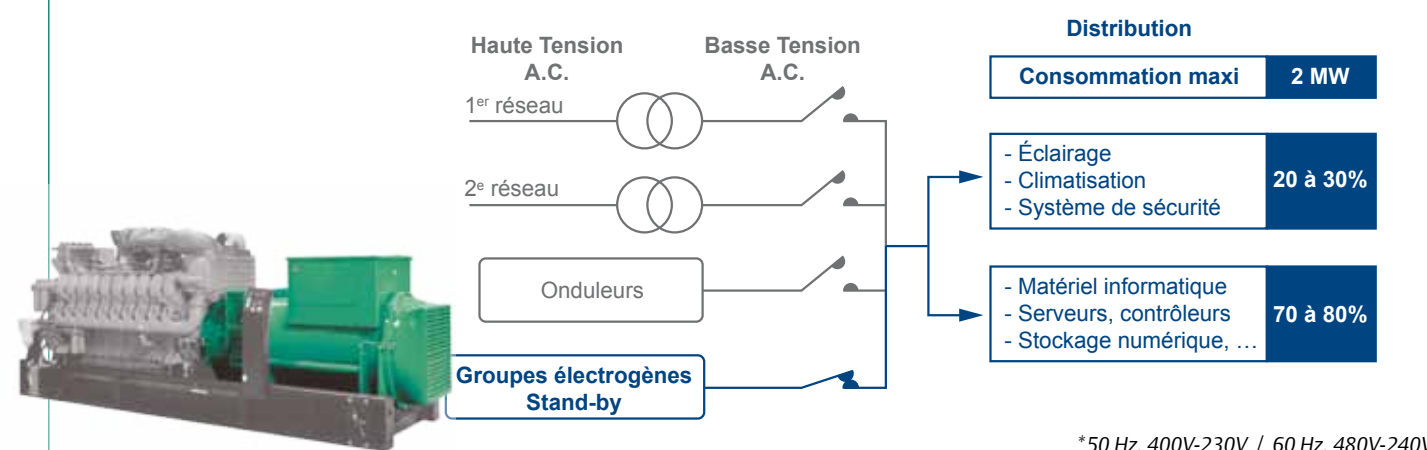 Haute Tension
A.C.
Basse Tension
A.C.
1er réseau
2e réseau
Onduleurs
Groupes électrogènes
Stand-by
Distribution
Consommation maxi 2 MW
- Éclairage
- Climatisation
- Système de sécurité
20 à 30%
- Matériel informatique
- Serveurs, contrôleurs
- Stockage numérique, …
70 à 80%
*50 Hz, 400V-230V / 60 Hz, 480V-240V